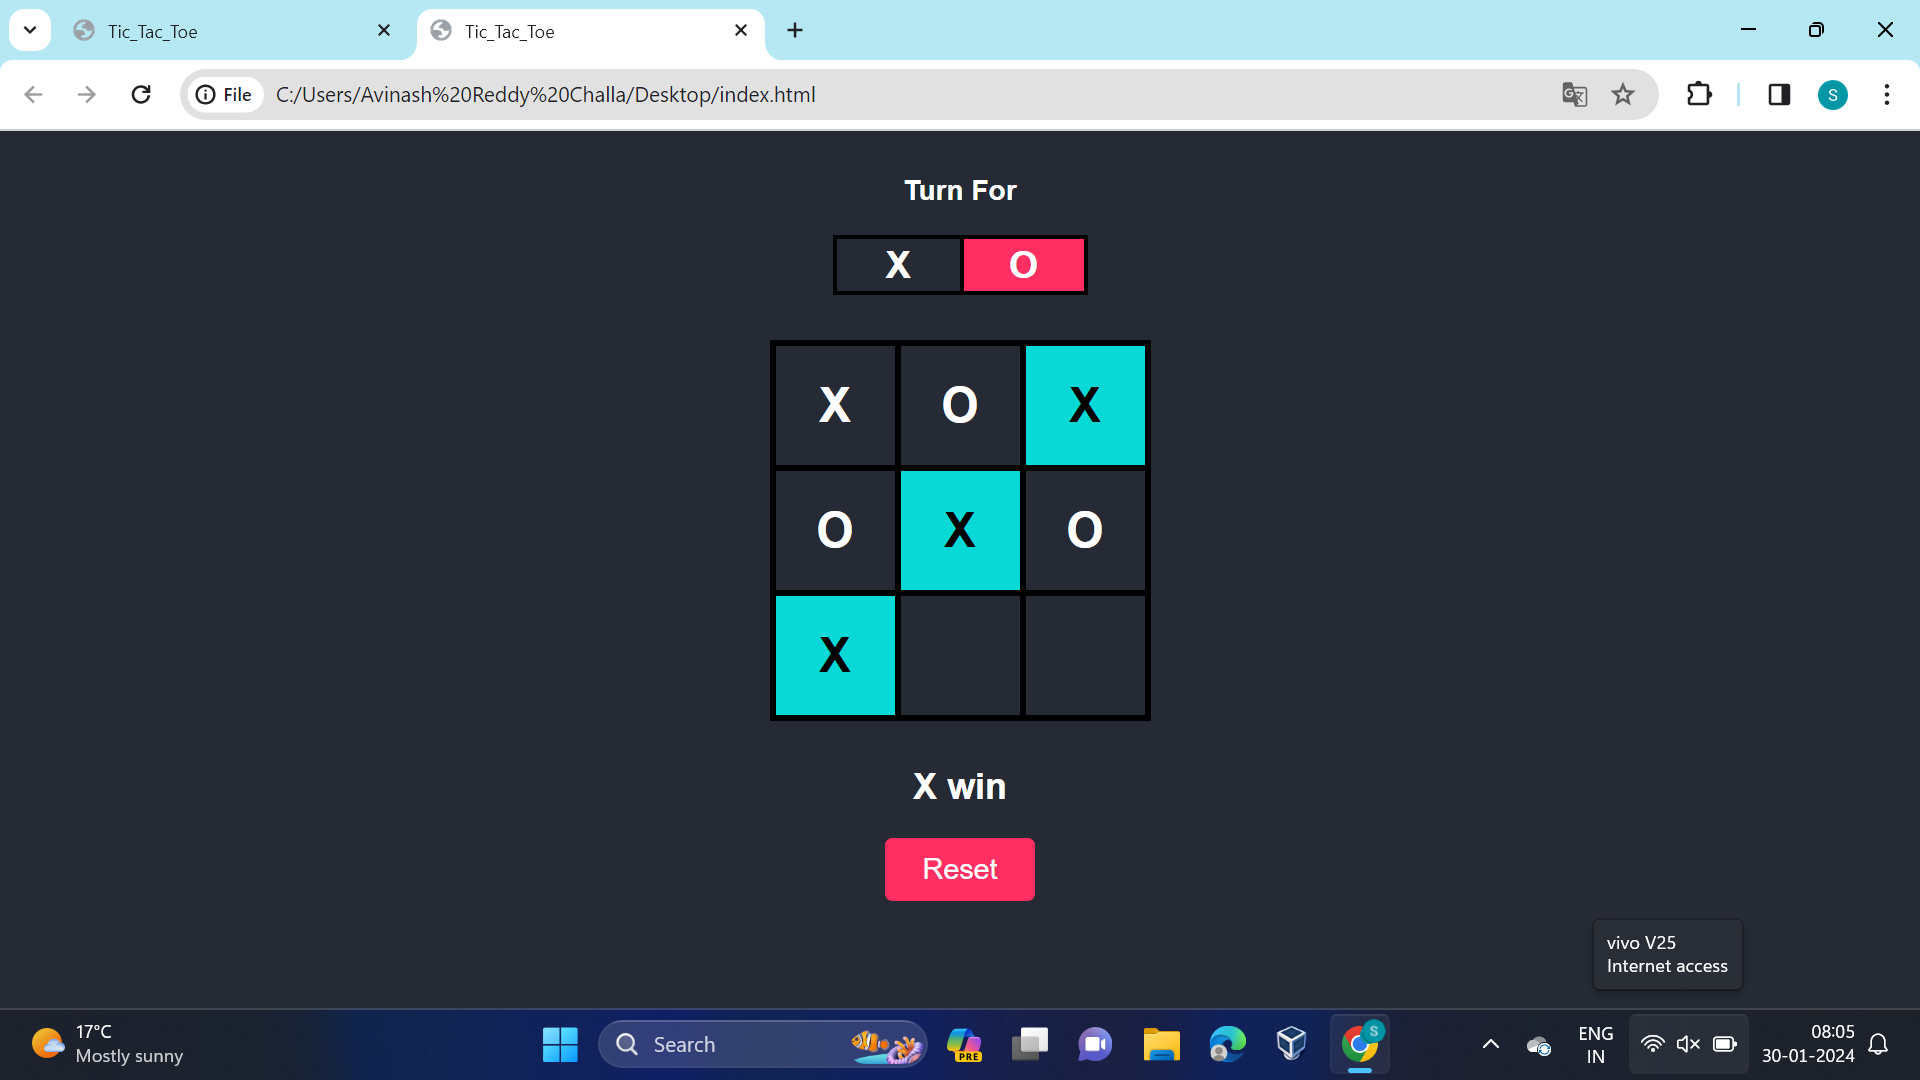 Tic_Tac_Toe
Tic_Tac_Toe
File
C:/Users/Avinash%20Reddy%20Challa/Desktop/index.html
S
Turn For
X O
X O X
O X O
X
X win
Reset
vivo V25
Internet access
17°C
Mostly sunny
Search
PRE
S
ENG
IN
08:05
30-01-2024